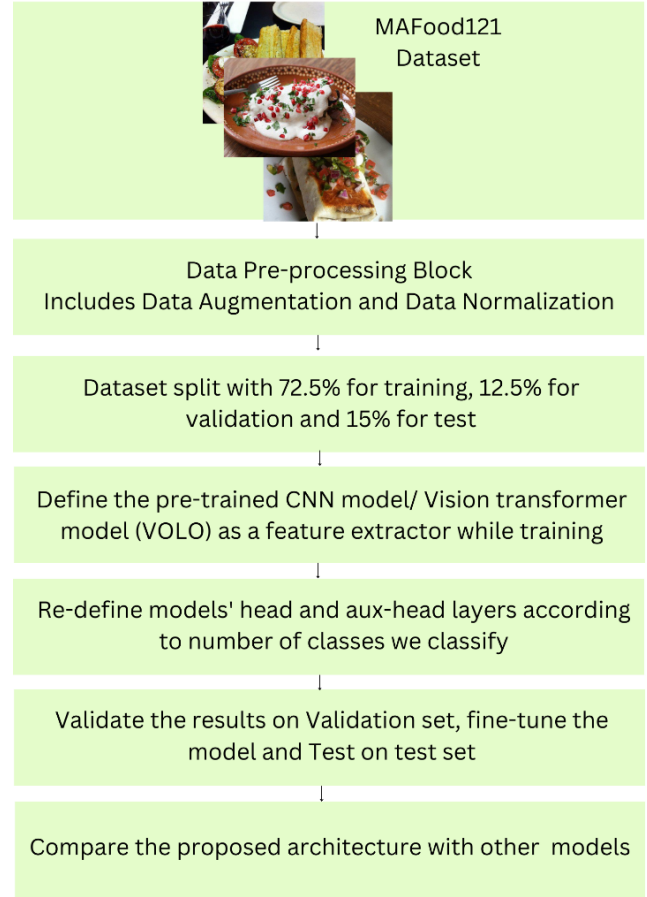 MAFood121
Dataset
Data Pre-processing Block
Includes Data Augmentation and Data Normalization
Dataset split with 72.5% for training, 12.5% for
validation and 15% for test
Define the pre-trained CNN model/ Vision transformer
model (VOLO) as a feature extractor while training
Re-define models' head and aux-head layers according
to number of classes we classify
Validate the results on Validation set, fine-tune the
model and Test on test set
Compare the proposed architecture with other  models